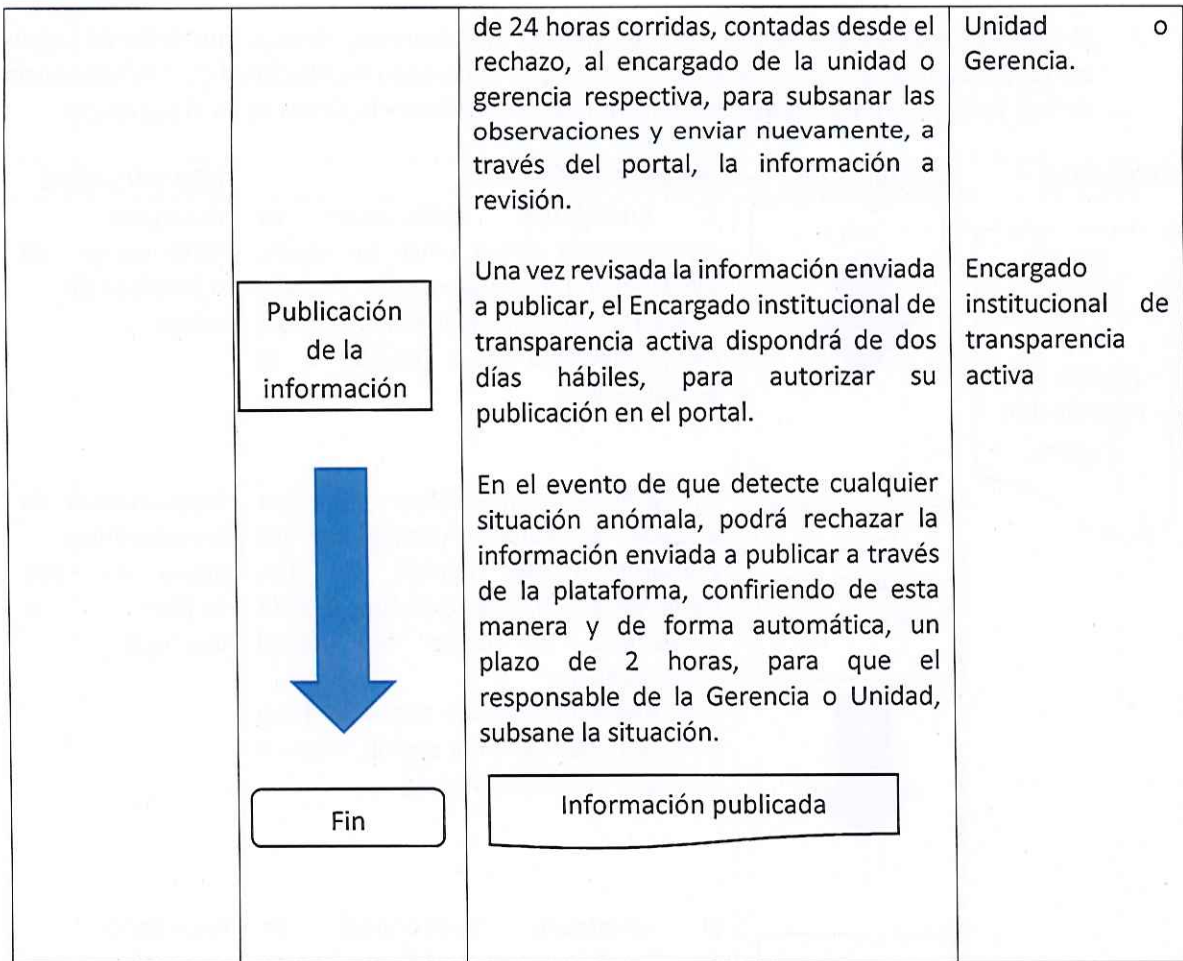 de 24 horas corridas, contadas desde el
rechazo, al encargado de la unidad o
gerencia respectiva, para subsanar las
observaciones y enviar nuevamente, a
través del portal, la información a
revisión.
Unidad o
Gerencia.
Publicación
de la
información
Una vez revisada la información enviada
a publicar, el Encargado institucional de
transparencia activa dispondrá de dos
días hábiles, para autorizar su
publicación en el portal.
Encargado
institucional de
transparencia
activa
En el evento de que detecte cualquier
situación anómala, podrá rechazar la
información enviada a publicar a través
de la plataforma, confiriendo de esta
manera y de forma automática, un
plazo de 2 horas, para que el
responsable de la Gerencia o Unidad,
subsane la situación.
Fin
Información publicada